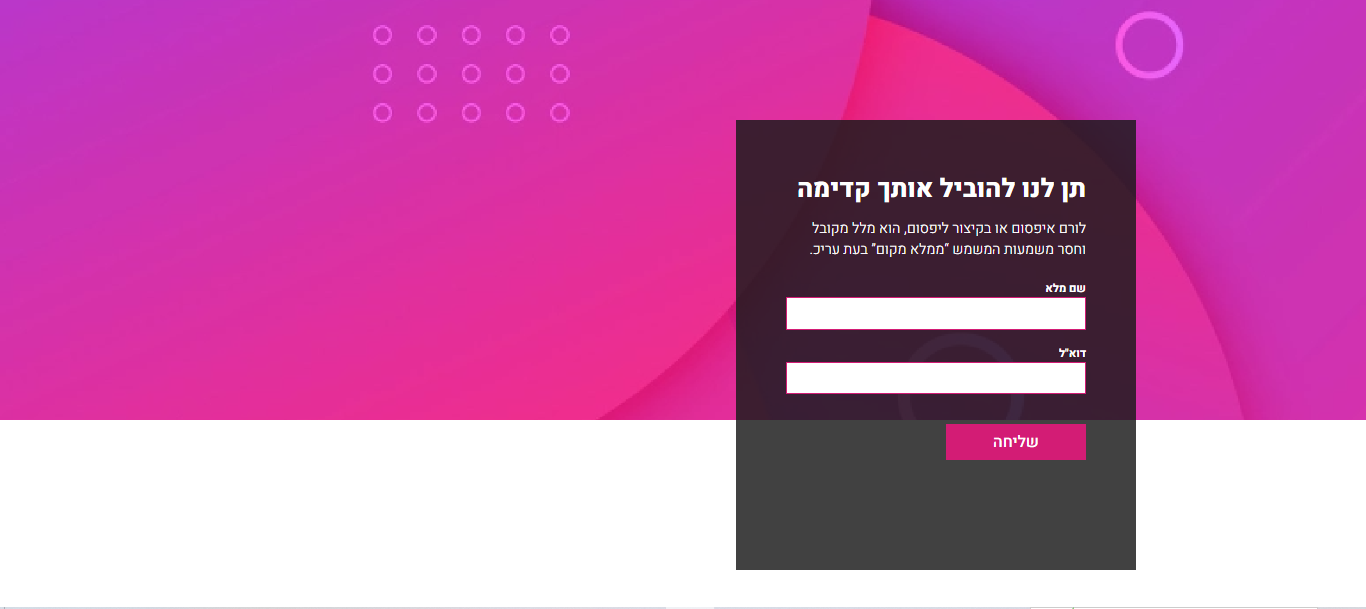 תן לנו להוביל אותך קדימה
לורם איפסום או בקיצור ליפסום, הוא מלל מקובל
וחסר משמעות המשמש "ממלא מקום" בעת עריכ.
שם מלא
דוא"ל
שליחה